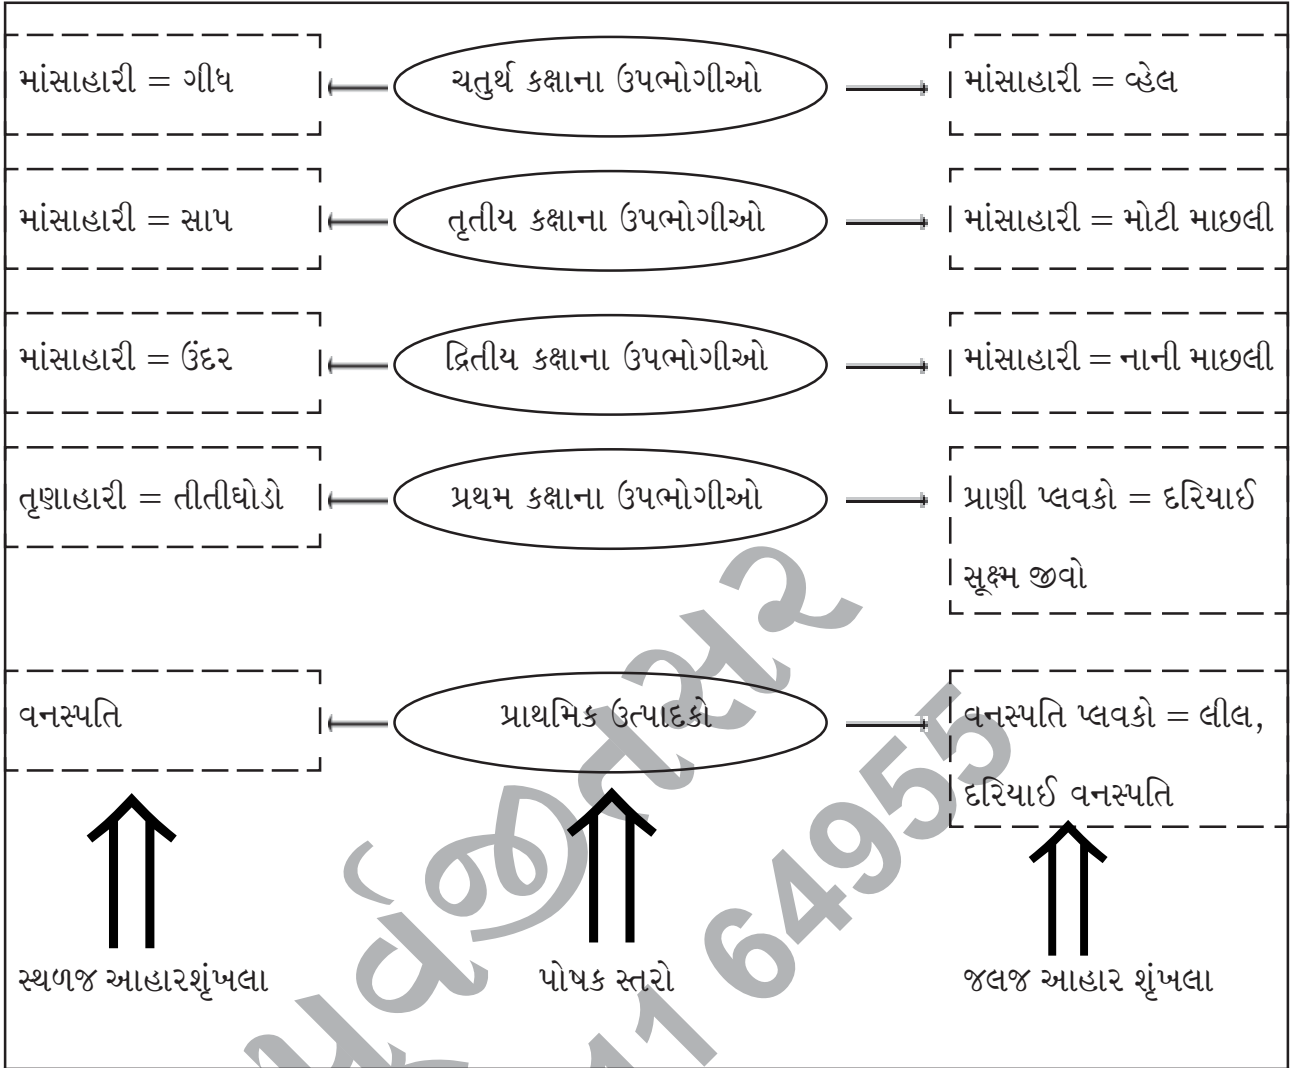 માંસાહારી = ગીધ
ચતુર્થ કક્ષાના ઉપભોગીઓ
માંસાહારી = વ્હેલ
માંસાહારી = સાપ
તૃતીય કક્ષાના ઉપભોગીઓ
માંસાહારી = મોટી માછલી
માંસાહારી = ઉંદર
દ્રિતીય કક્ષાના ઉપભોગીઓ
માંસાહારી = નાની માછલી
તૃણાહારી = તીતીઘોડો
પ્રથમ કક્ષાના ઉપભોગીઓ
પ્રાણી પ્લવકો = દરિયાઈ
સૂક્ષ્મ જીવો
વનસ્પતિ
પ્રાથમિક ઉત્પાદકો
વનસ્પતિ પ્લવકો = લીલ,
દરિયાઈ વનસ્પતિ
સ્થળજ આહારશૃંખલા
પોષક સ્તરો
જલજ આહાર શૃંખલા
64955